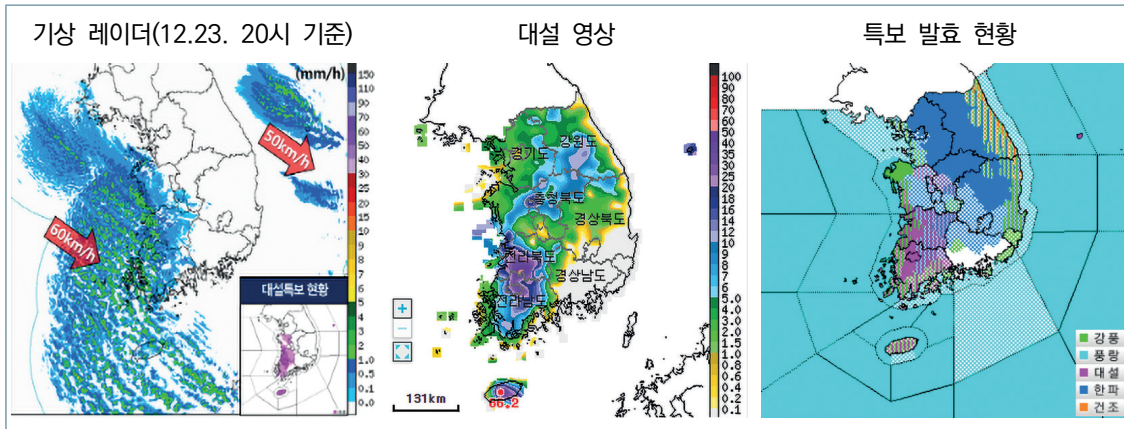 기상 레이더(12.23. 20시 기준)
대설 영상
특보 발효 현황
(mm/h)
150
110
90
80
70
60
50
40
30
25
20
15
10
9
8
7
6
5
4
3
2
1.0
0.5
0.1
0.0
50km/h
60km/h
대설특보 현황
강원도
경기도
충청북도
경상북도
전라북도
경상남도
전라남도
+
−
131km
66.2
100
90
80
70
60
50
40
35
30
25
20
18
16
14
12
10
9
8
7
6
5.0
4.0
3.0
2.0
1.5
1.0
0.8
0.6
0.4
0.2
0.1
강풍
풍랑
대설
한파
건조